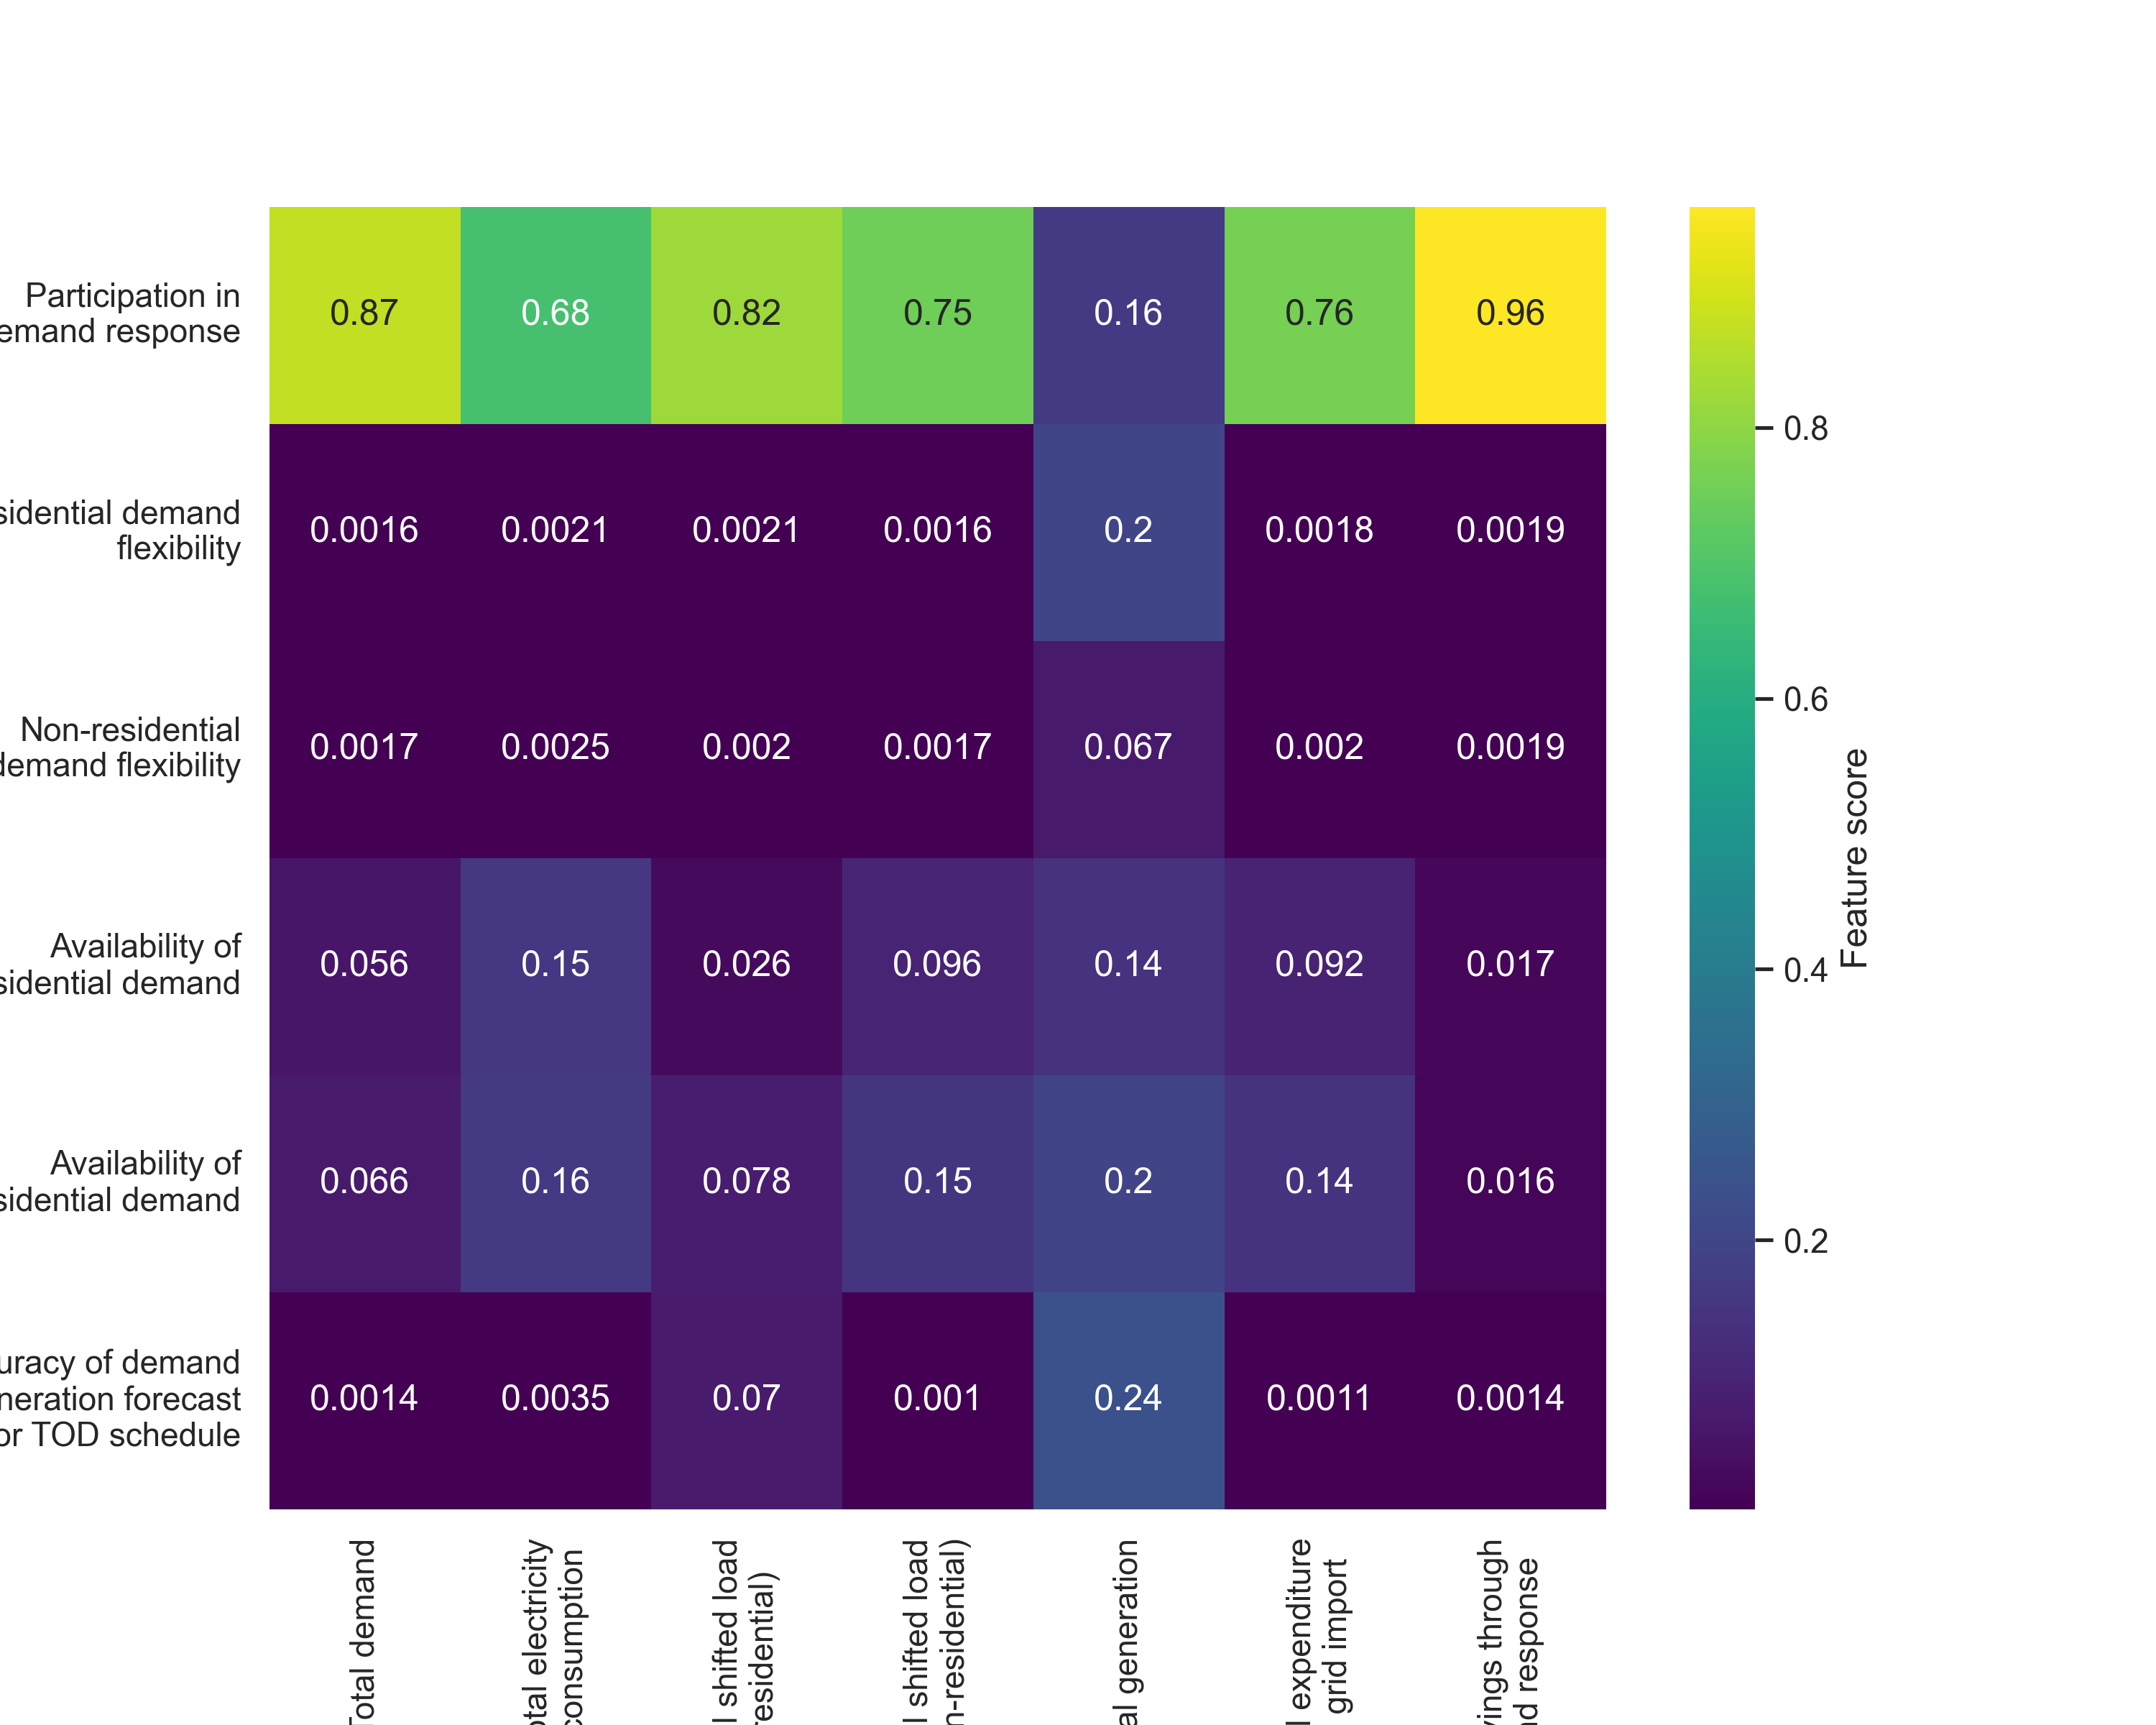 Participation in
emand response
0.87 0.68 0.82 0.75 0.16 0.76 0.96
sidential demand
flexibility
0.0016 0.0021 0.0021 0.0016 0.2 0.0018 0.0019
Non-residential
demand flexibility
0.0017 0.0025 0.002 0.0017 0.067 0.002 0.0019
Availability of
sidential demand
0.056 0.15 0.026 0.096 0.14 0.092 0.017
Availability of
sidential demand
0.066 0.16 0.078 0.15 0.2 0.14 0.016
uracy of demand
neration forecast
or TOD schedule
0.0014 0.0035 0.07 0.001 0.24 0.0011 0.0014
Total demand
otal electricity
consumption
l shifted load
residential)
l shifted load
n-residential)
al generation
l expenditure
grid import
vings through
nd response
0.8
0.6
0.4
0.2
Feature score